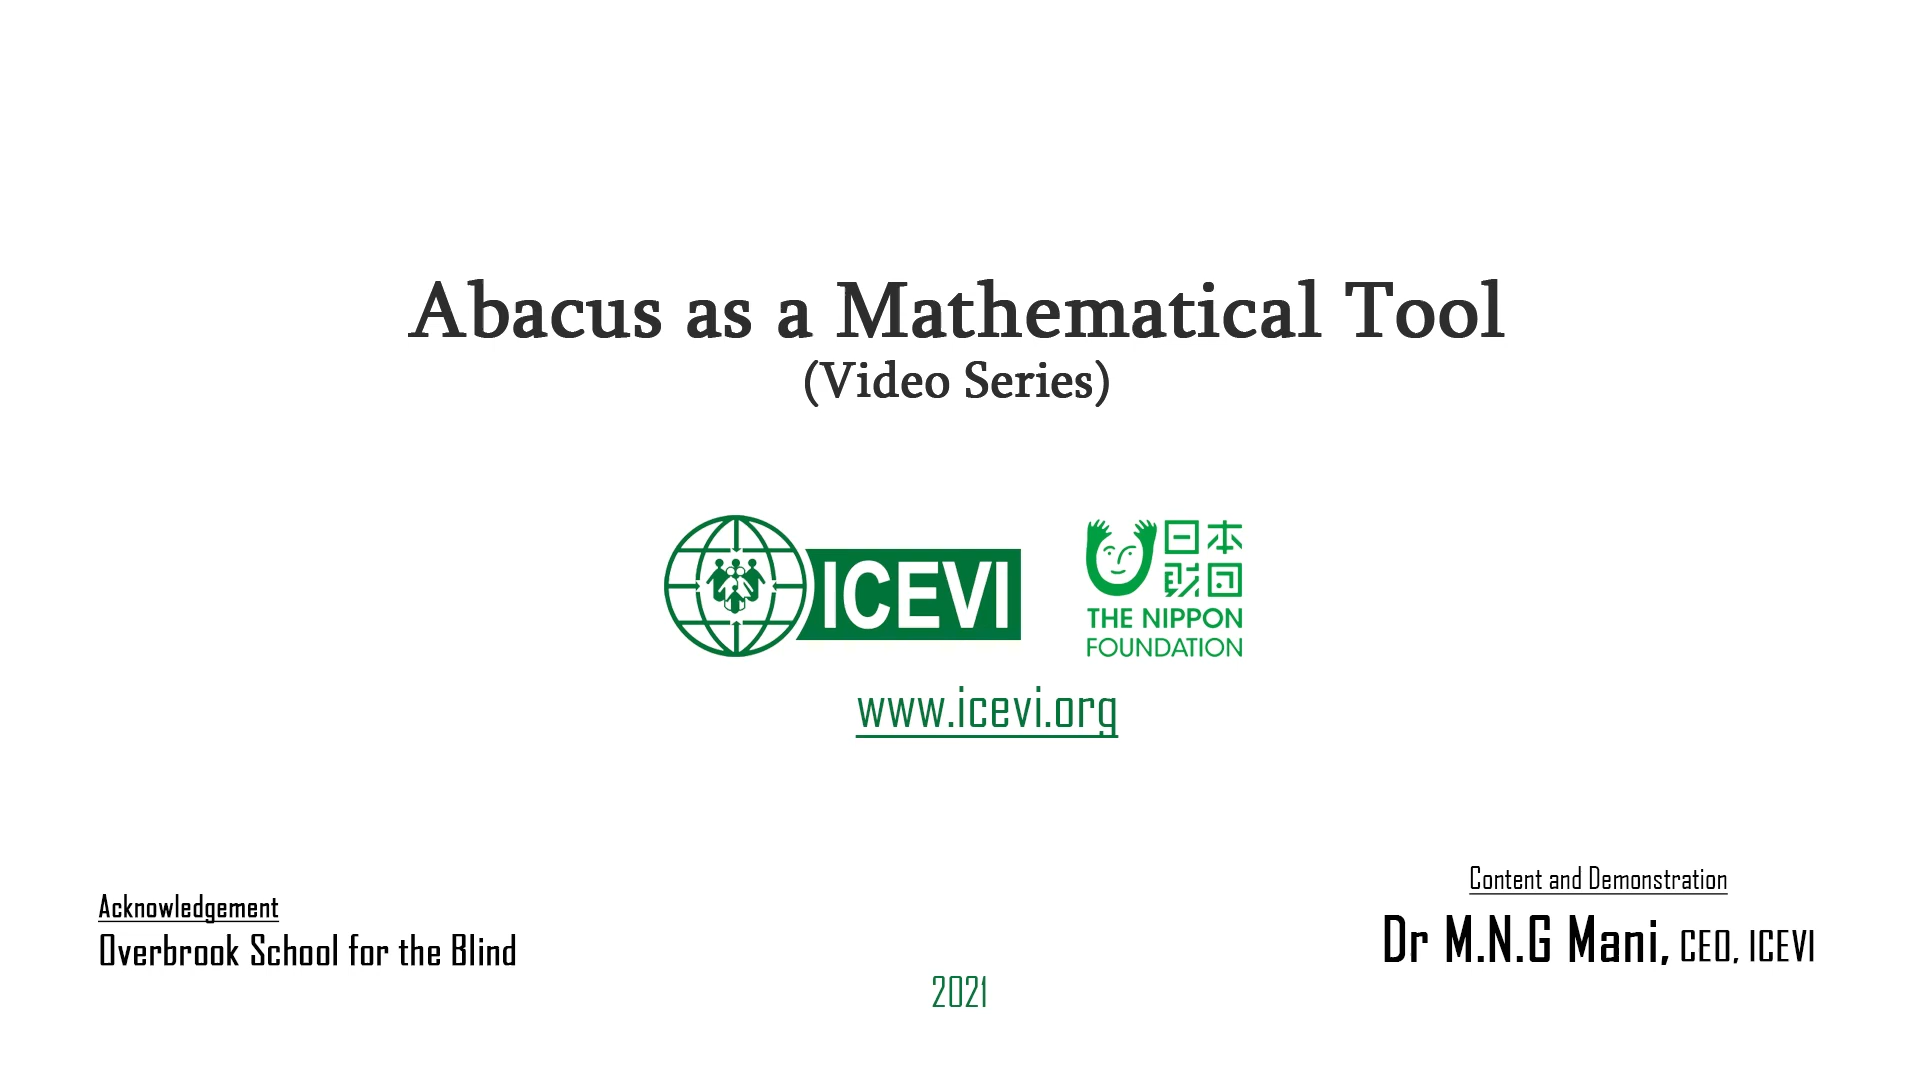 Abacus as a Mathematical Tool
(Video Series)
ICEVI
日本
財団
THE NIPPON
FOUNDATION
www.icevi.org
Acknowledgement
Overbrook School for the Blind
Content and Demonstration
Dr M.N.G Mani, CEO, ICEVI
2021